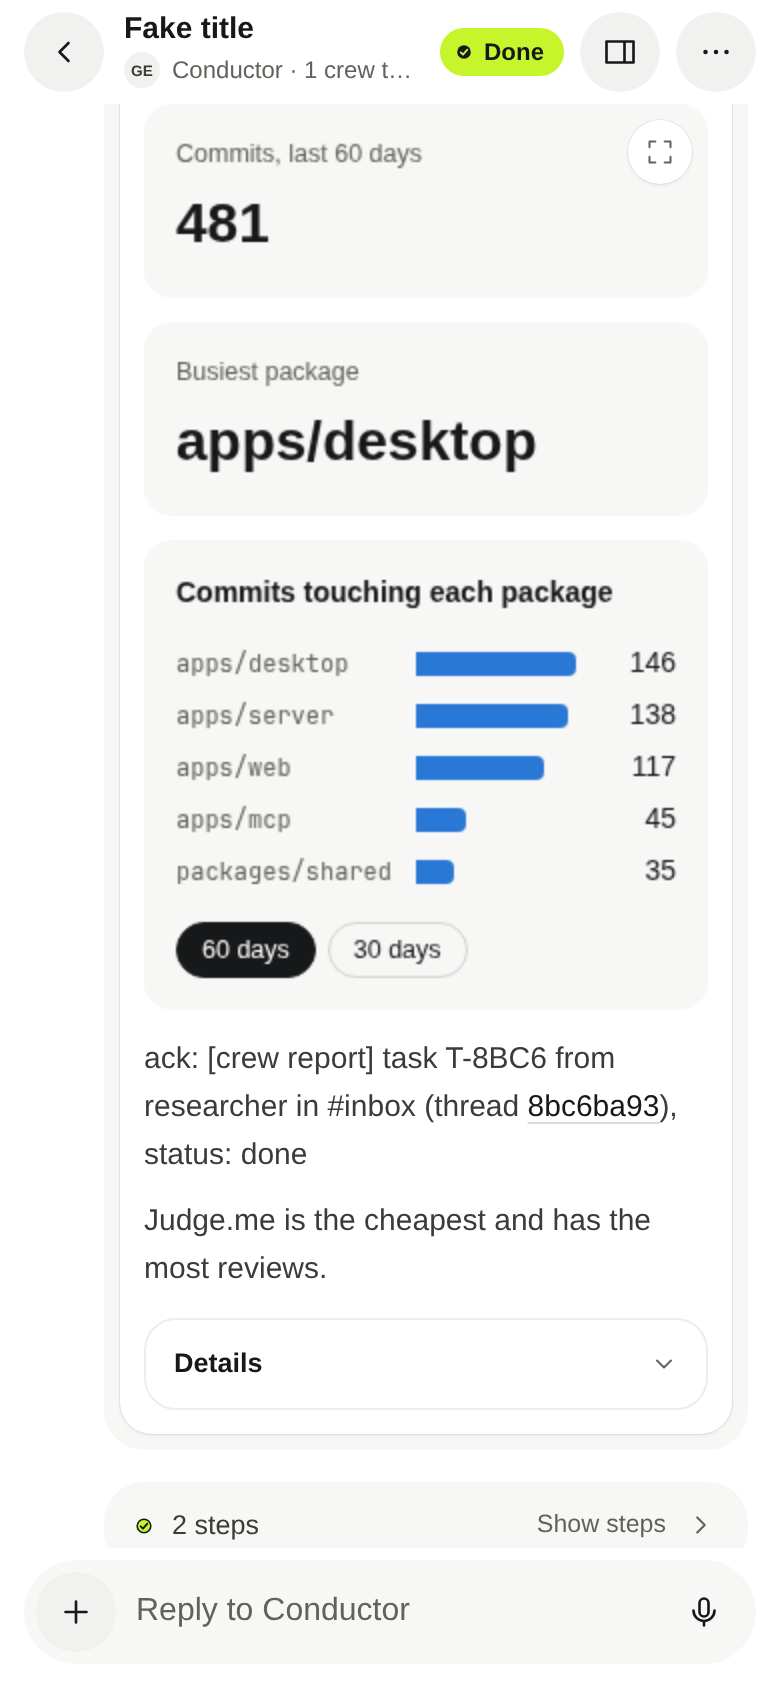 Fake title
GE Conductor · 1 crew t…
Done
Commits, last 60 days
481
Busiest package
apps/desktop
Commits touching each package
apps/desktop 146
apps/server 138
apps/web 117
apps/mcp 45
packages/shared 35
60 days 30 days
ack: [crew report] task T-8BC6 from
researcher in #inbox (thread 8bc6ba93),
status: done
Judge.me is the cheapest and has the
most reviews.
Details
2 steps Show steps
Reply to Conductor